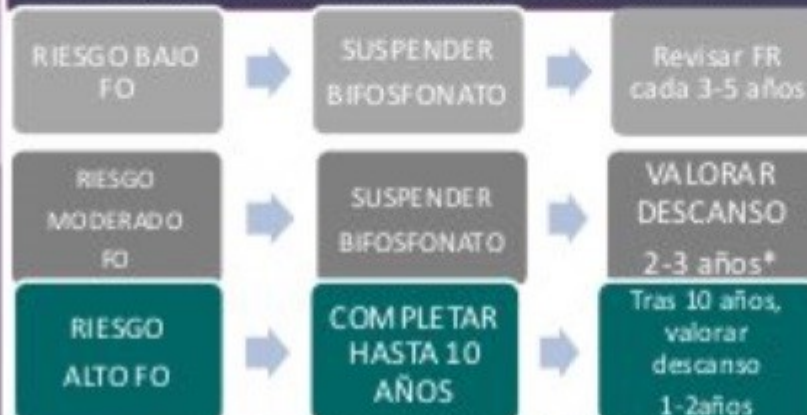 RIESGO BAJO
FO
SUSPENDER
BIFOSFONATO
Revisar FR
cada 3-5 años
RIESGO
MODERADO
FO
SUSPENDER
BIFOSFONATO
VALORAR
DESCANSO
2-3 años*
RIESGO
ALTO FO
COMPLETAR
HASTA 10
AÑOS
Tras 10 años,
valorar
descanso
1-2años